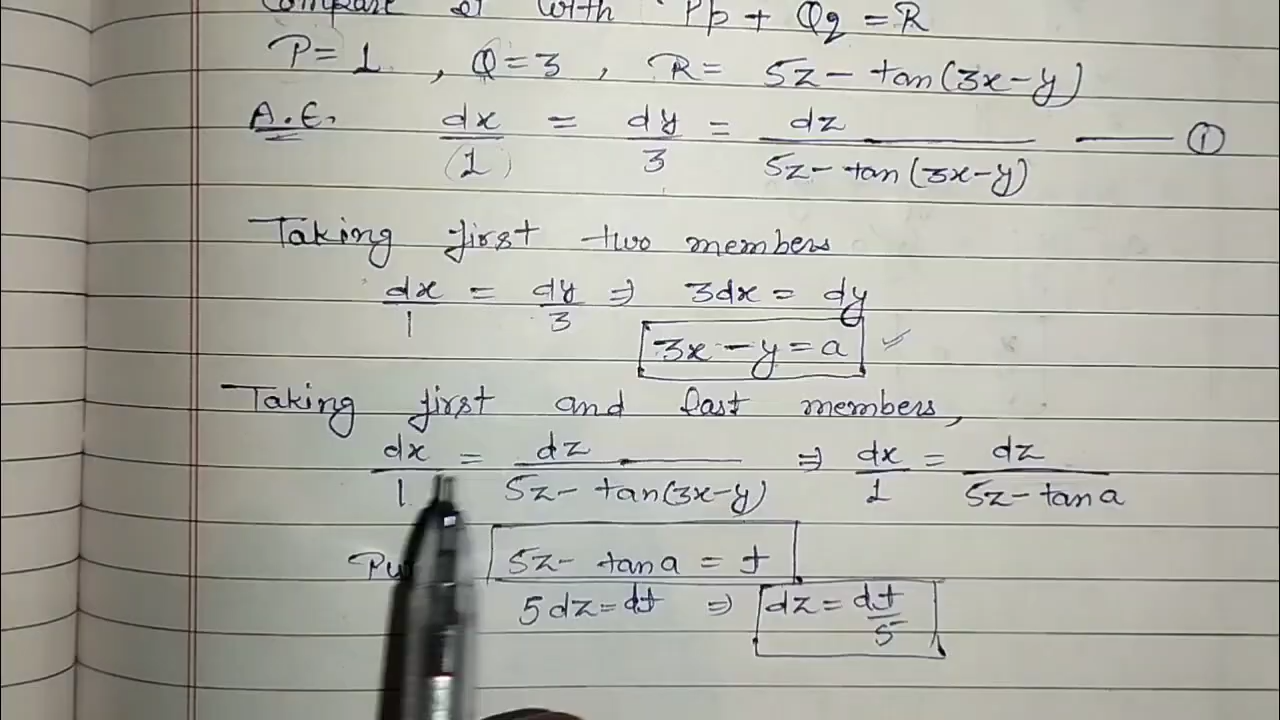 Compare it with Pp + Qq = R
P = 1 , Q = 3 , R = 5z - tan(3x-y)
A.E. dx/1 = dy/3 = dz/(5z - tan(3x-y)) —— ①
Taking first two members
dx/1 = dy/3 ⇒ 3dx = dy
3x - y = a ✓
Taking first and last members,
dx/1 = dz/(5z - tan(3x-y)) ⇒ dx/1 = dz/(5z - tan a)
5z - tan a = t
5dz = dt ⇒ dz = dt/5